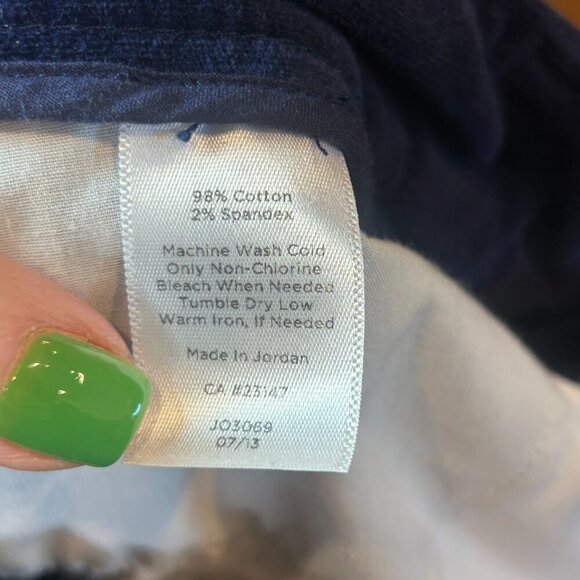 98% Cotton
2% Spandex
Machine Wash Cold
Only Non-Chlorine
Bleach When Needed
Tumble Dry Low
Warm Iron, If Needed
Made In Jordan
CA #23147
JO3069
07/13